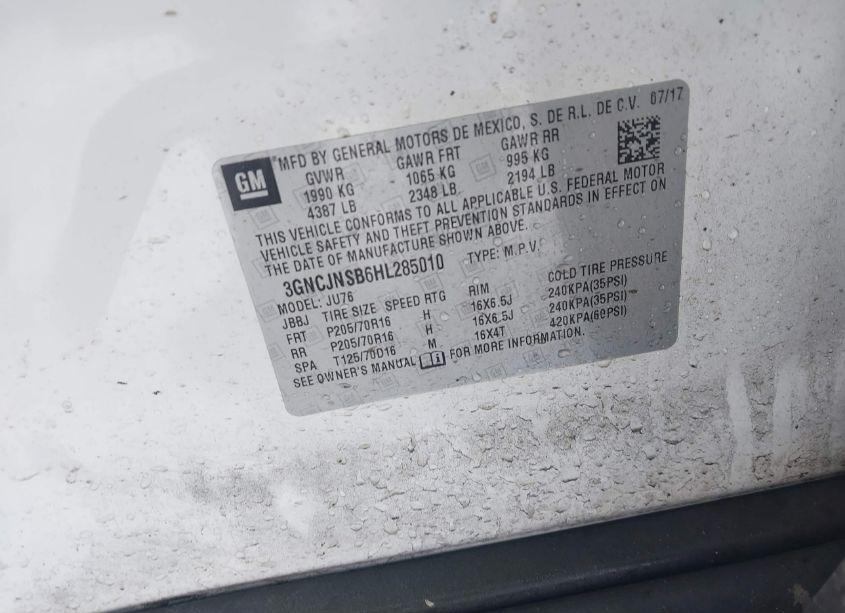 GM
MFD BY GENERAL MOTORS DE MEXICO, S. DE R.L. DE C.V. 07/17
GVWR GAWR FRT GAWR RR
1990 KG 1065 KG 995 KG
4387 LB 2348 LB 2194 LB
THIS VEHICLE CONFORMS TO ALL APPLICABLE U.S. FEDERAL MOTOR
VEHICLE SAFETY AND THEFT PREVENTION STANDARDS IN EFFECT ON
THE DATE OF MANUFACTURE SHOWN ABOVE.
3GNCJNSB6HL285010 TYPE: M.P.V.
MODEL: JU76
JBBJ TIRE SIZE SPEED RTG RIM COLD TIRE PRESSURE
FRT P205/70R16 H 16X6.5J 240KPA(35PSI)
RR P205/70R16 H 16X6.5J 240KPA(35PSI)
SPA T125/70D16 M 16X4T 420KPA(60PSI)
SEE OWNER'S MANUAL i FOR MORE INFORMATION.